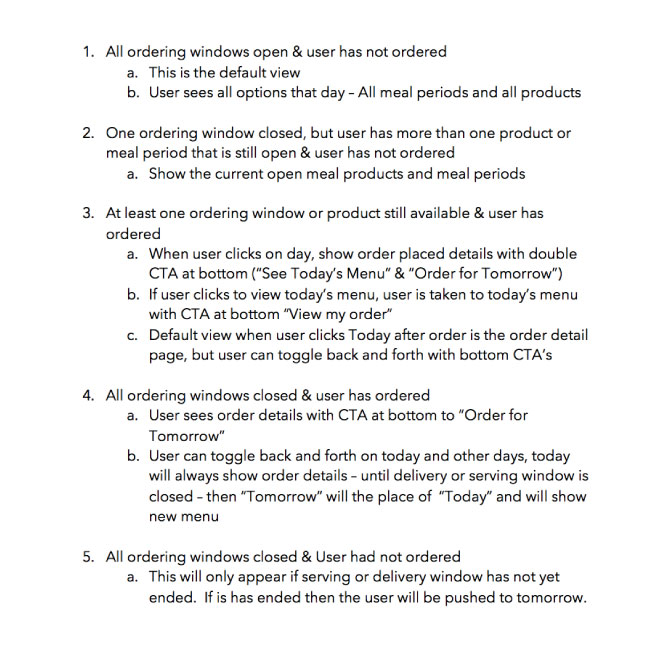 1. All ordering windows open & user has not ordered
a. This is the default view
b. User sees all options that day – All meal periods and all products
2. One ordering window closed, but user has more than one product or
meal period that is still open & user has not ordered
a. Show the current open meal products and meal periods
3. At least one ordering window or product still available & user has
ordered
a. When user clicks on day, show order placed details with double
CTA at bottom (“See Today’s Menu” & “Order for Tomorrow”)
b. If user clicks to view today’s menu, user is taken to today’s menu
with CTA at bottom “View my order”
c. Default view when user clicks Today after order is the order detail
page, but user can toggle back and forth with bottom CTA’s
4. All ordering windows closed & user has ordered
a. User sees order details with CTA at bottom to “Order for
Tomorrow”
b. User can toggle back and forth on today and other days, today
will always show order details – until delivery or serving window is
closed – then “Tomorrow” will the place of “Today” and will show
new menu
5. All ordering windows closed & User had not ordered
a. This will only appear if serving or delivery window has not yet
ended. If is has ended then the user will be pushed to tomorrow.